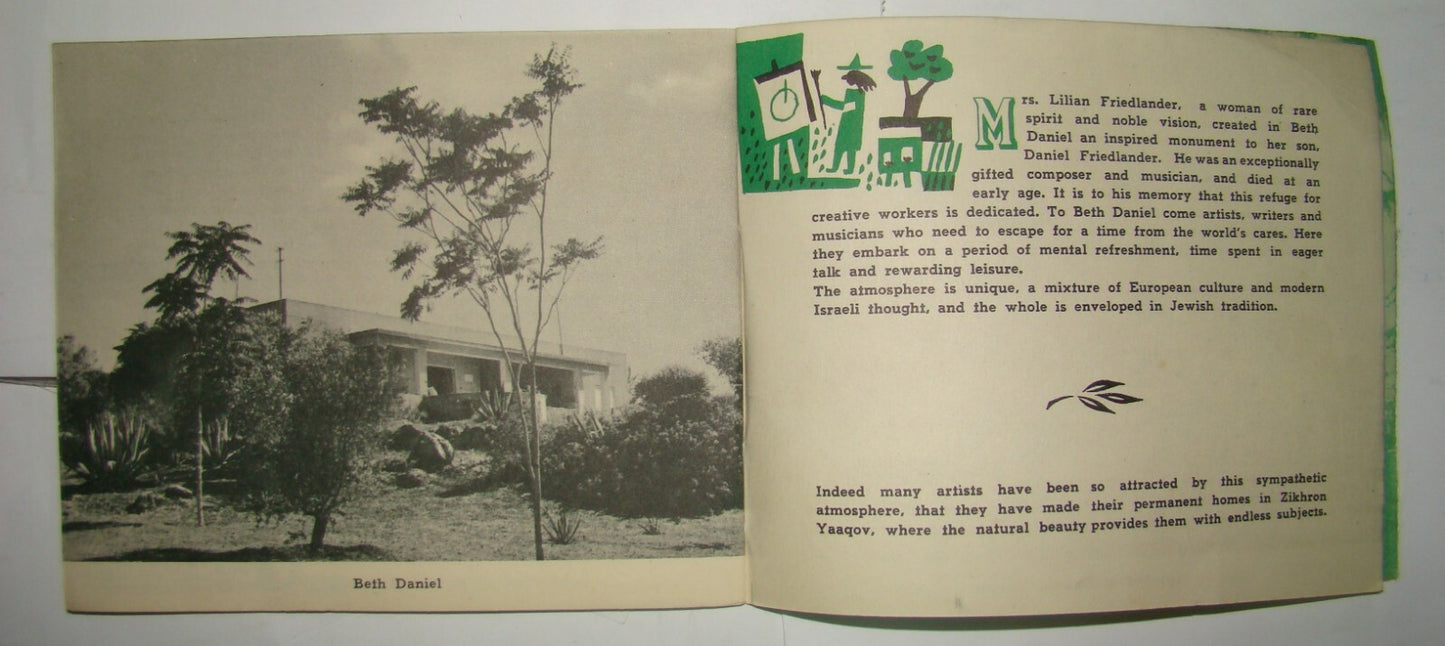 Beth Daniel
Mrs. Lilian Friedlander, a woman of rare
spirit and noble vision, created in Beth
Daniel an inspired monument to her son,
Daniel Friedlander. He was an exceptionally
gifted composer and musician, and died at an
early age. It is to his memory that this refuge for
creative workers is dedicated. To Beth Daniel come artists, writers and
musicians who need to escape for a time from the world's cares. Here
they embark on a period of mental refreshment, time spent in eager
talk and rewarding leisure.
The atmosphere is unique, a mixture of European culture and modern
Israeli thought, and the whole is enveloped in Jewish tradition.
Indeed many artists have been so attracted by this sympathetic
atmosphere, that they have made their permanent homes in Zikhron
Yaaqov, where the natural beauty provides them with endless subjects.